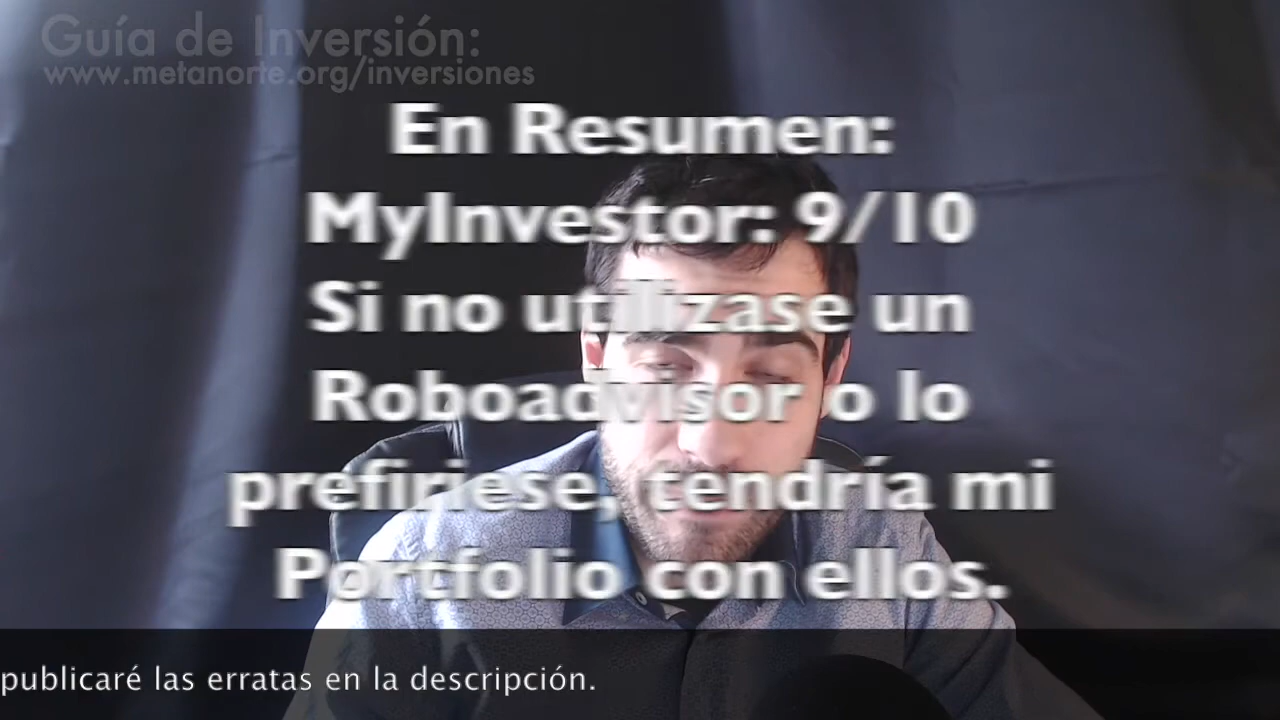 Guía de Inversión:
www.metanorte.org/inversiones
En Resumen:
MyInvestor: 9/10
Si no utilizase un
Roboadvisor o lo
prefiriese, tendría mi
Portfolio con ellos.
publicaré las erratas en la descripción.